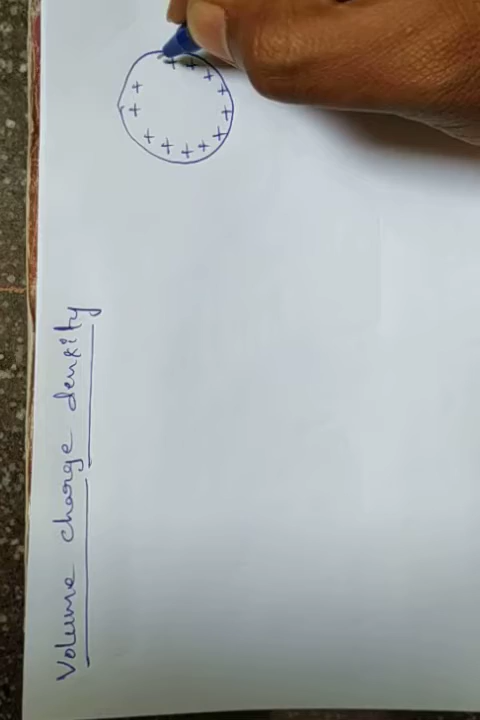 Volume charge density
+ + + + + + + + + + + + +